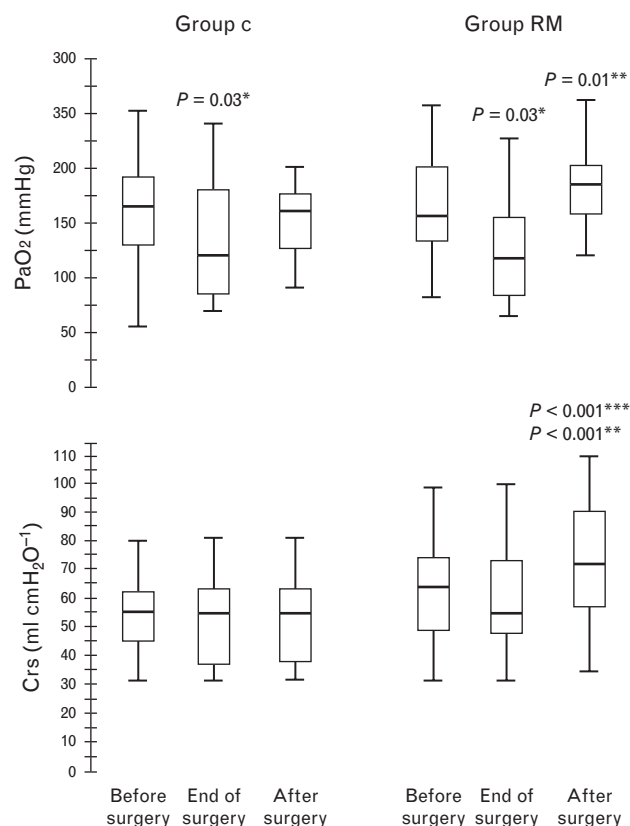 Group c
Group RM
PaO₂ (mmHg)
300
350
200
150
100
50
0
P = 0.03*
P = 0.03*
P = 0.01**
Crs (ml cmH₂O⁻¹)
110
100
90
80
70
60
50
40
30
20
10
0
P < 0.001***
P < 0.001**
Before surgery
End of surgery
After surgery
Before surgery
End of surgery
After surgery